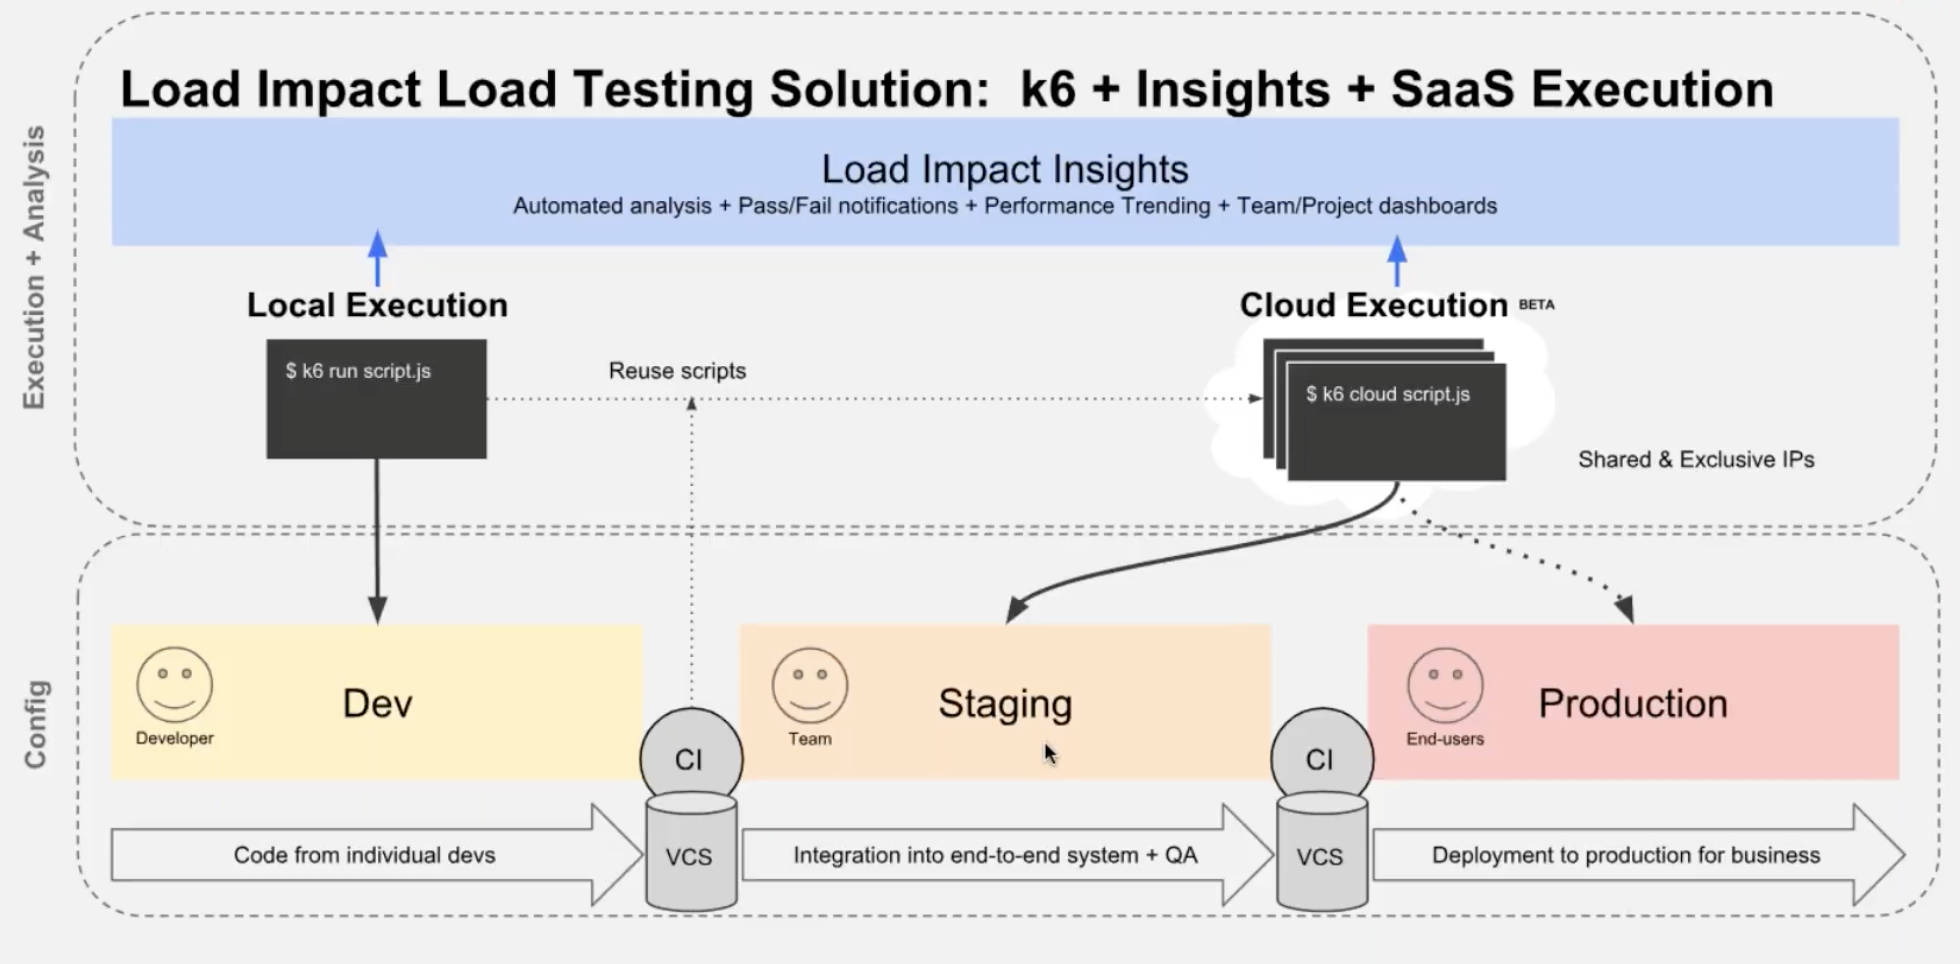 Load Impact Load Testing Solution: k6 + Insights + SaaS Execution
Execution + Analysis
Load Impact Insights
Automated analysis + Pass/Fail notifications + Performance Trending + Team/Project dashboards
Local Execution
Cloud Execution BETA
$ k6 run script.js
Reuse scripts
$ k6 cloud script.js
Shared & Exclusive IPs
Config
Developer
Dev
Team
Staging
End-users
Production
CI
CI
Code from individual devs
VCS
Integration into end-to-end system + QA
VCS
Deployment to production for business